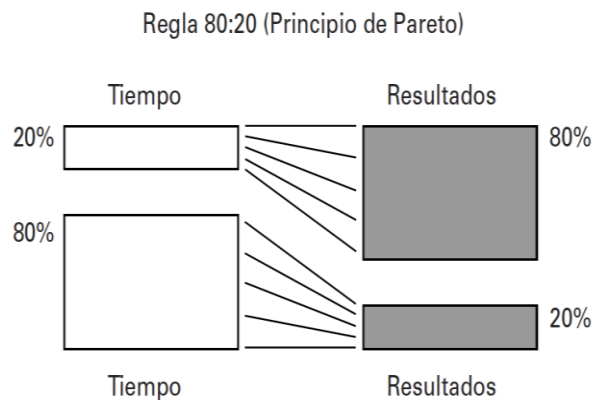 Regla 80:20 (Principio de Pareto)
Tiempo Resultados
20% 80%
80% 20%
Tiempo Resultados